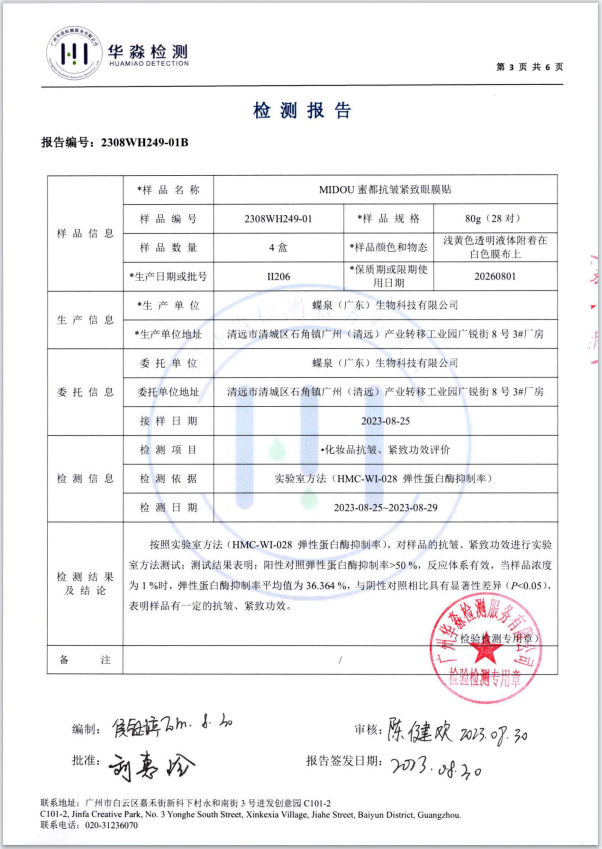 华淼检测
HUAMIAO DETECTION
第 3 页 共 6 页
检 测 报 告
报告编号：2308WH249-01B
样 品 信 息
*样 品 名 称 MIDOU 蜜都抗皱紧致眼膜贴
样 品 编 号 2308WH249-01 *样 品 规 格 80g（28 对）
样 品 数 量 4 盒 *样品颜色和物态 浅黄色透明液体附着在
白色膜布上
*生产日期或批号 II206 *保质期或限期使
用日期 20260801
生 产 信 息
*生 产 单 位 蝶泉（广东）生物科技有限公司
*生产单位地址 清远市清城区石角镇广州（清远）产业转移工业园广锐街 8 号 3#厂房
委 托 信 息
委 托 单 位 蝶泉（广东）生物科技有限公司
委托单位地址 清远市清城区石角镇广州（清远）产业转移工业园广锐街 8 号 3#厂房
接 样 日 期 2023-08-25
检 测 信 息
检 测 项 目 •化妆品抗皱、紧致功效评价
检 测 依 据 实验室方法（HMC-WI-028 弹性蛋白酶抑制率）
检 测 日 期 2023-08-25~2023-08-29
检 测 结 果
及 结 论
按照实验室方法（HMC-WI-028 弹性蛋白酶抑制率），对样品的抗皱、紧致功效进行实验
室方法测试；测试结果表明：阳性对照弹性蛋白酶抑制率>50 %，反应体系有效，当样品浓度
为 1 %时，弹性蛋白酶抑制率平均值为 36.364 %，与阴性对照相比具有显著性差异（P<0.05），
表明样品有一定的抗皱、紧致功效。
（检验检测专用章）
广州华淼检测服务有限公司
检验检测专用章
备 注 /
编制：
审核：陈健欢 2023.08.30
批准：
报告签发日期：2023.08.30
联系地址：广州市白云区嘉禾街新科下村永和南街 3 号进发创意园 C101-2
C101-2, Jinfa Creative Park, No. 3 Yonghe South Street, Xinkexia Village, Jiahe Street, Baiyun District, Guangzhou.
联系电话：020-31236070